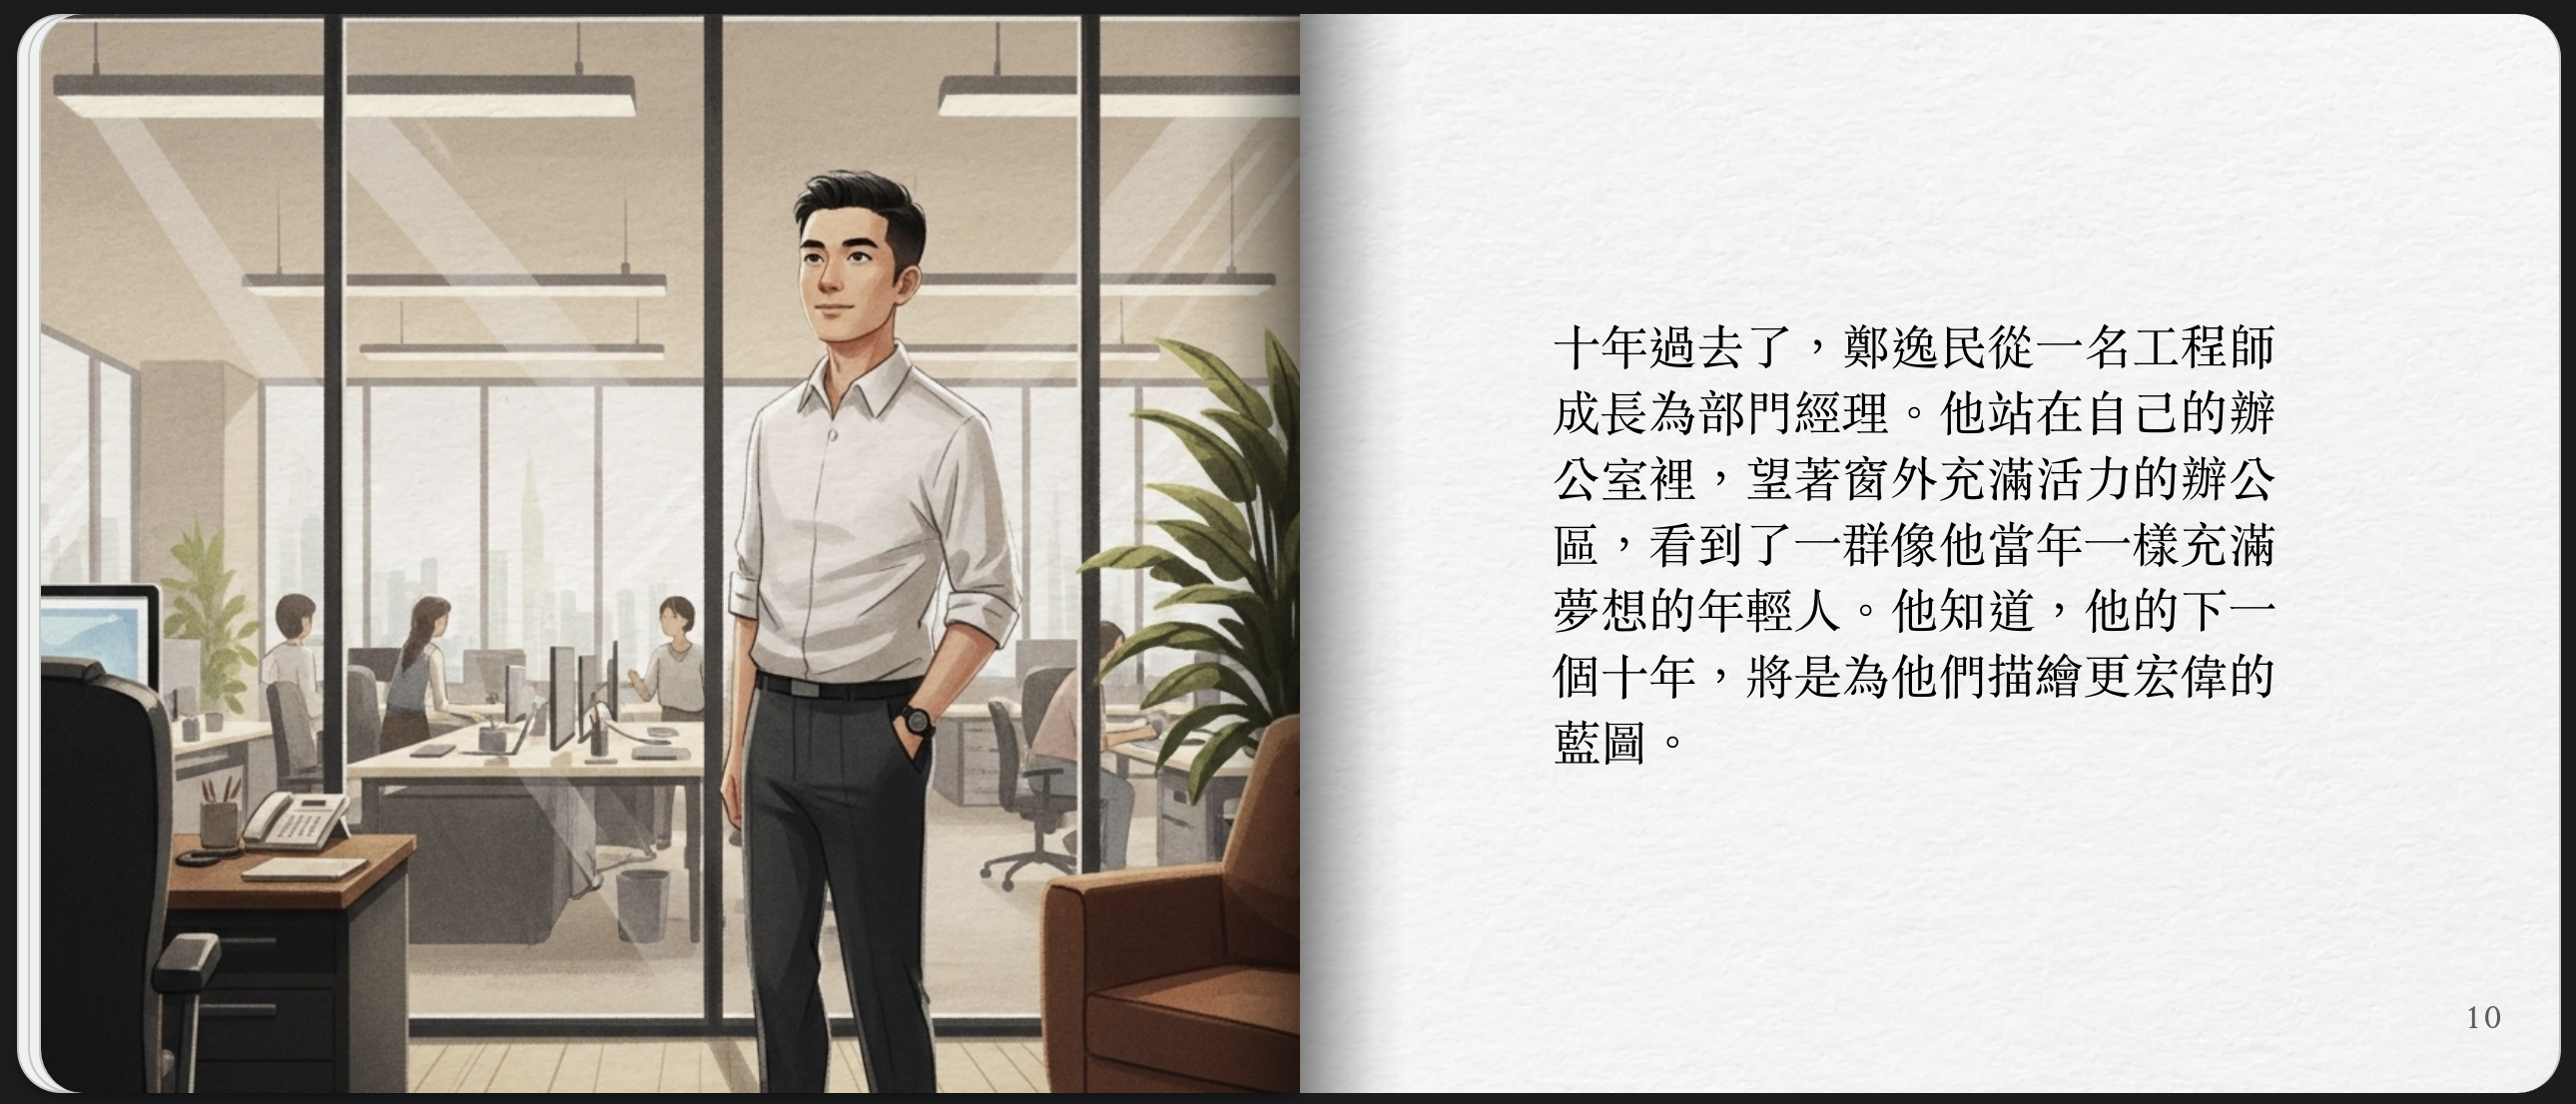 十年過去了，鄭逸民從一名工程師
成長為部門經理。他站在自己的辦
公室裡，望著窗外充滿活力的辦公
區，看到了一群像他當年一樣充滿
夢想的年輕人。他知道，他的下一
個十年，將是為他們描繪更宏偉的
藍圖。
10